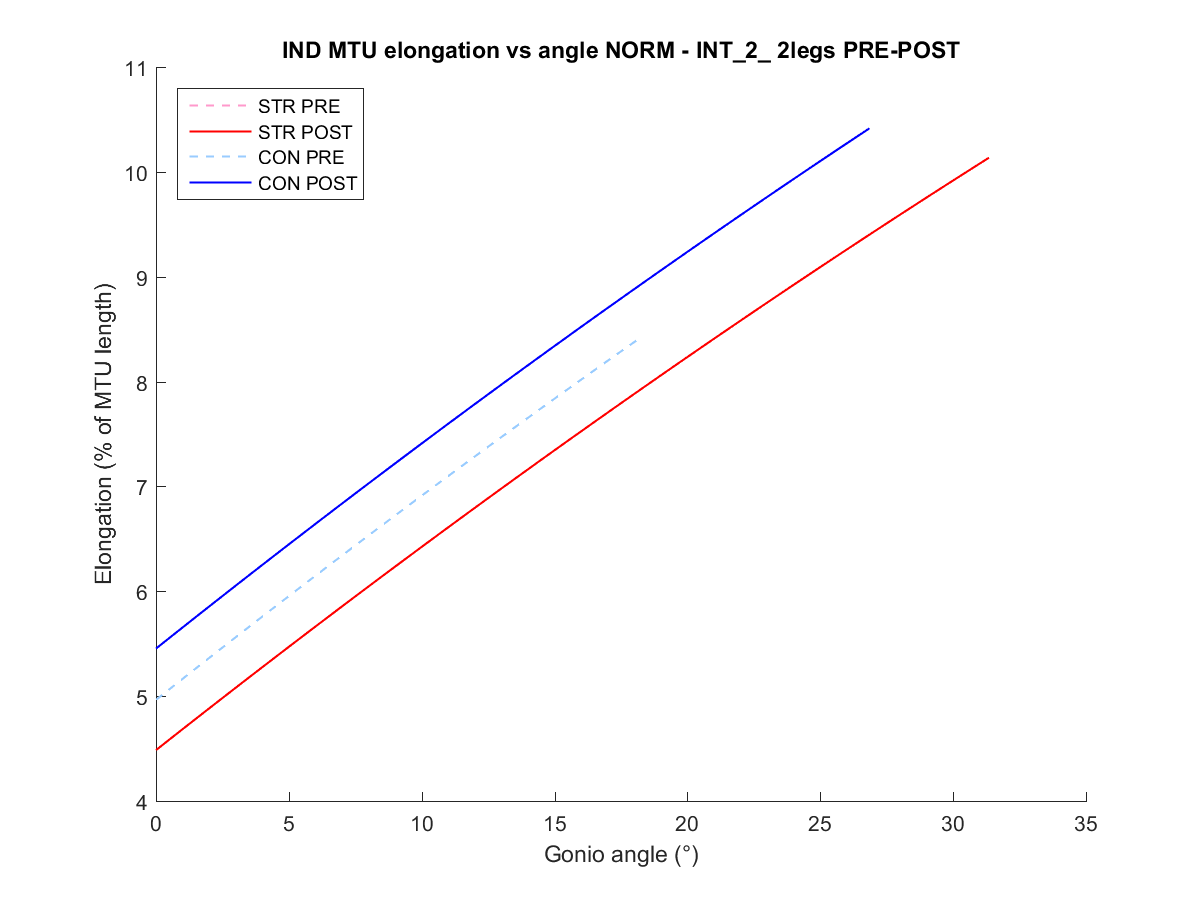 IND MTU elongation vs angle NORM - INT_2_ 2legs PRE-POST
STR PRE
STR POST
CON PRE
CON POST
Elongation (% of MTU length)
11
10
9
8
7
6
5
4
0 5 10 15 20 25 30 35
Gonio angle (°)